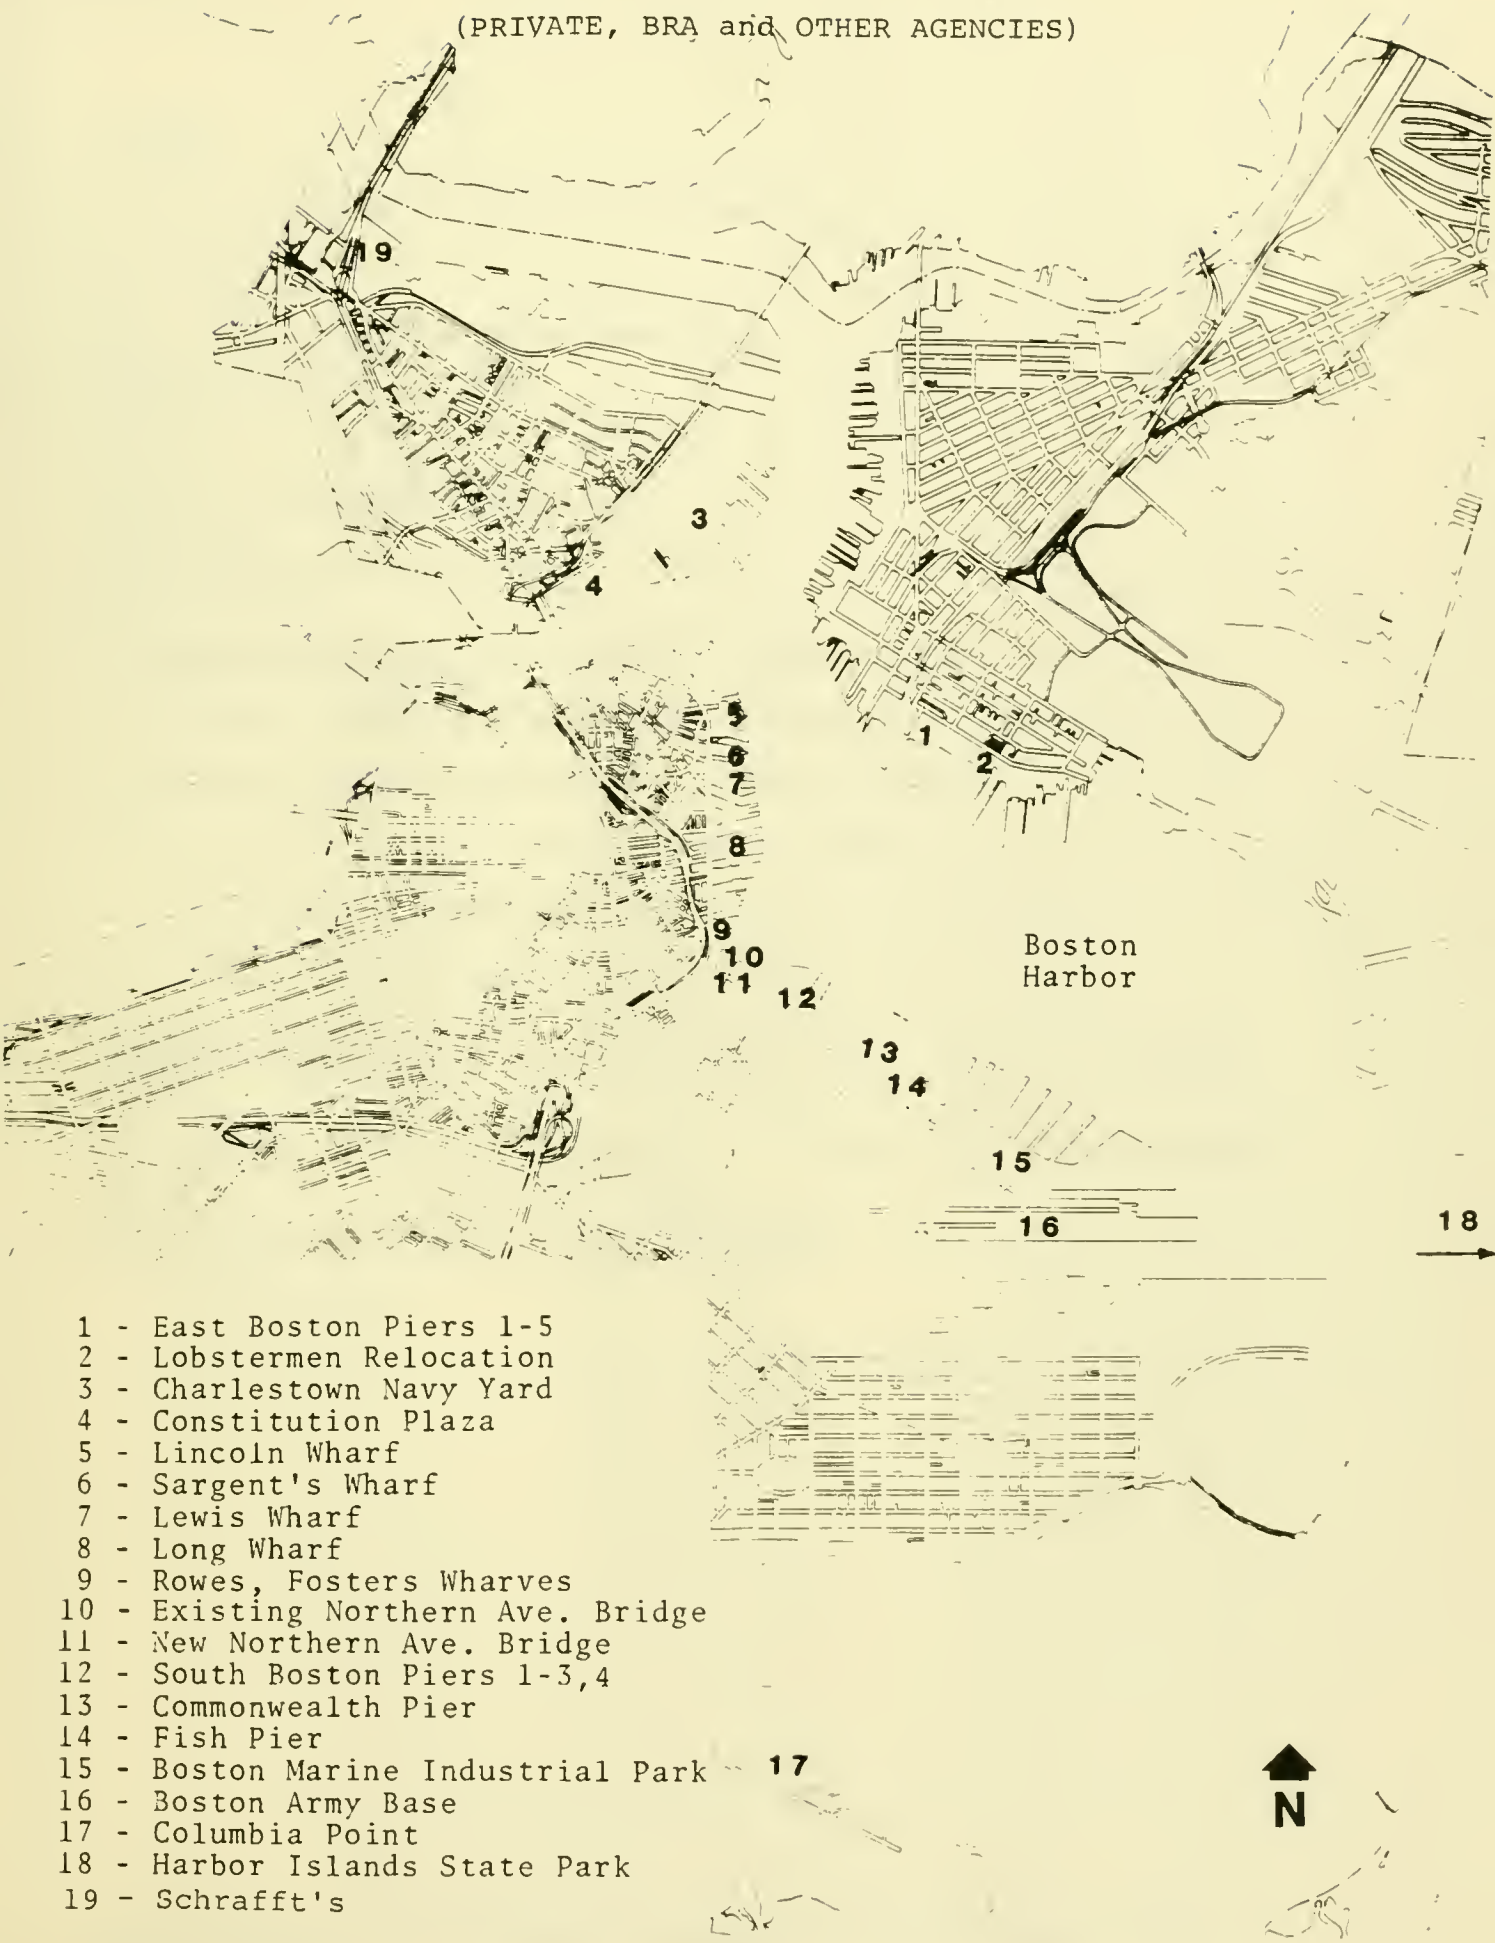 (PRIVATE, BRA and OTHER AGENCIES)
19
3
4
5
6
7
1
2
8
9
10
11
12
Boston
Harbor
13
14
15
16
18
1 - East Boston Piers 1-5
2 - Lobstermen Relocation
3 - Charlestown Navy Yard
4 - Constitution Plaza
5 - Lincoln Wharf
6 - Sargent's Wharf
7 - Lewis Wharf
8 - Long Wharf
9 - Rowes, Fosters Wharves
10 - Existing Northern Ave. Bridge
11 - New Northern Ave. Bridge
12 - South Boston Piers 1-3,4
13 - Commonwealth Pier
14 - Fish Pier
15 - Boston Marine Industrial Park
16 - Boston Army Base
17 - Columbia Point
18 - Harbor Islands State Park
19 - Schrafft's
17
N